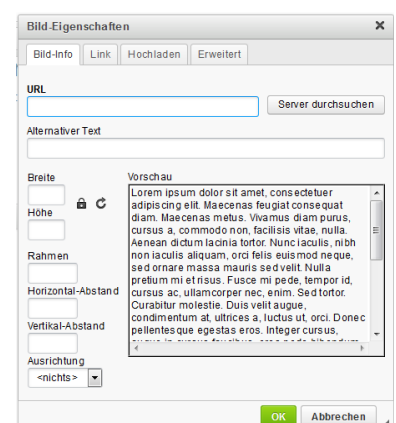 Bild-Eigenschaften
Bild-Info Link Hochladen Erweitert
URL
Server durchsuchen
Alternativer Text
Breite
Höhe
Rahmen
Horizontal-Abstand
Vertikal-Abstand
Ausrichtung
<nichts>
Vorschau
Lorem ipsum dolor sit amet, consectetuer
adipiscing elit. Maecenas feugiat consequat
diam. Maecenas metus. Vivamus diam purus,
cursus a, commodo non, facilisis vitae, nulla.
Aenean dictum lacinia tortor. Nunc iaculis, nibh
non iaculis aliquam, orci felis euismod neque,
sed ornare massa mauris sed velit. Nulla
pretium mi et risus. Fusce mi pede, tempor id,
cursus ac, ullamcorper nec, enim. Sed tortor.
Curabitur molestie. Duis velit augue,
condimentum at, ultrices a, luctus ut, orci. Donec
pellentesque egestas eros. Integer cursus,
OK Abbrechen